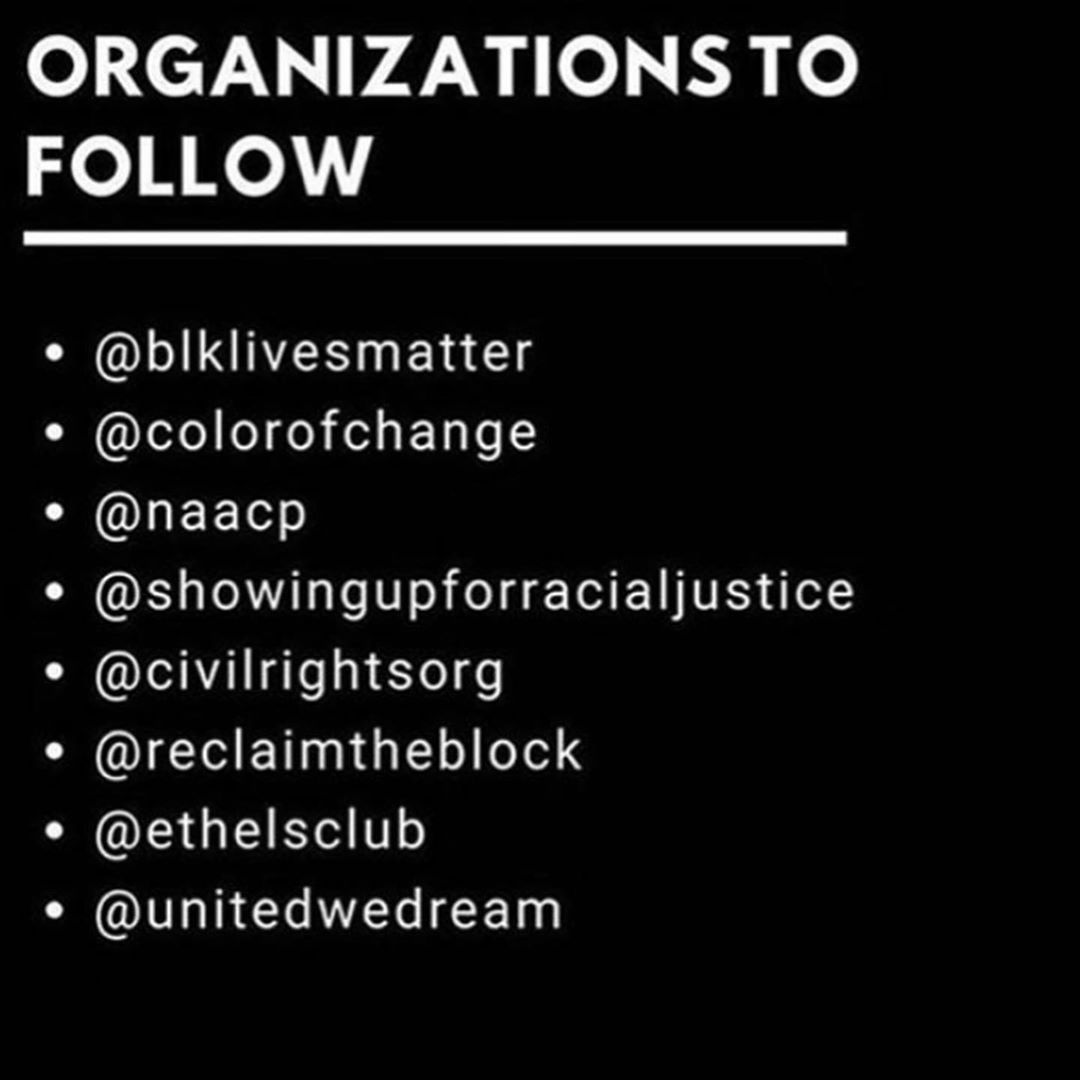 ORGANIZATIONS TO
FOLLOW
• @blklivesmatter
• @colorofchange
• @naacp
• @showingupforracialjustice
• @civilrightsorg
• @reclaimtheblock
• @ethelsclub
• @unitedwedream